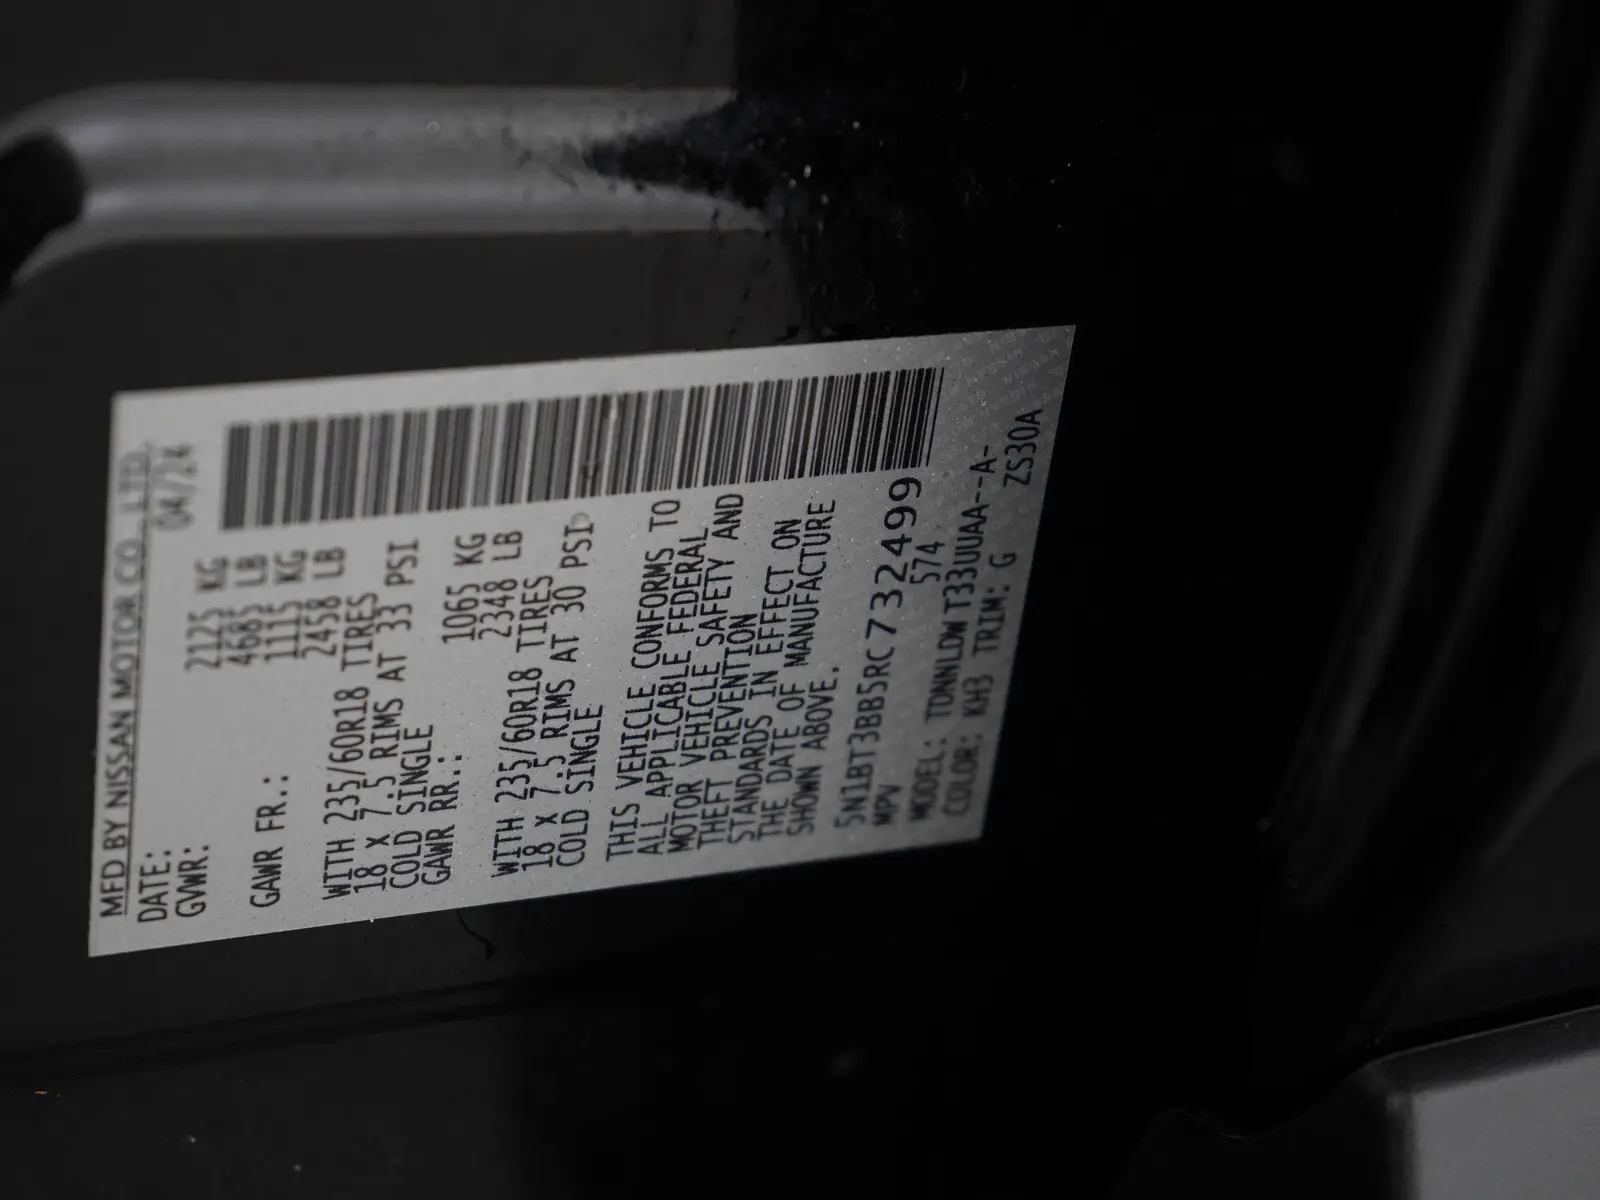 MFD BY NISSAN MOTOR CO., LTD.
DATE: 04/24
GVWR: 2125 KG
4685 LB
GAWR FR.: 1115 KG
2458 LB
WITH 235/60R18 TIRES
18 X 7.5 RIMS AT 33 PSI
COLD SINGLE
GAWR RR.: 1065 KG
2348 LB
WITH 235/60R18 TIRES
18 X 7.5 RIMS AT 30 PSI
COLD SINGLE
THIS VEHICLE CONFORMS TO
ALL APPLICABLE FEDERAL
MOTOR VEHICLE SAFETY AND
THEFT PREVENTION
STANDARDS IN EFFECT ON
THE DATE OF MANUFACTURE
SHOWN ABOVE.
5N1BT3BB5RC732499
MPV 574
MODEL: TDNNLDW T33UUAA--A-
COLOR: KH3 TRIM: G ZS30A